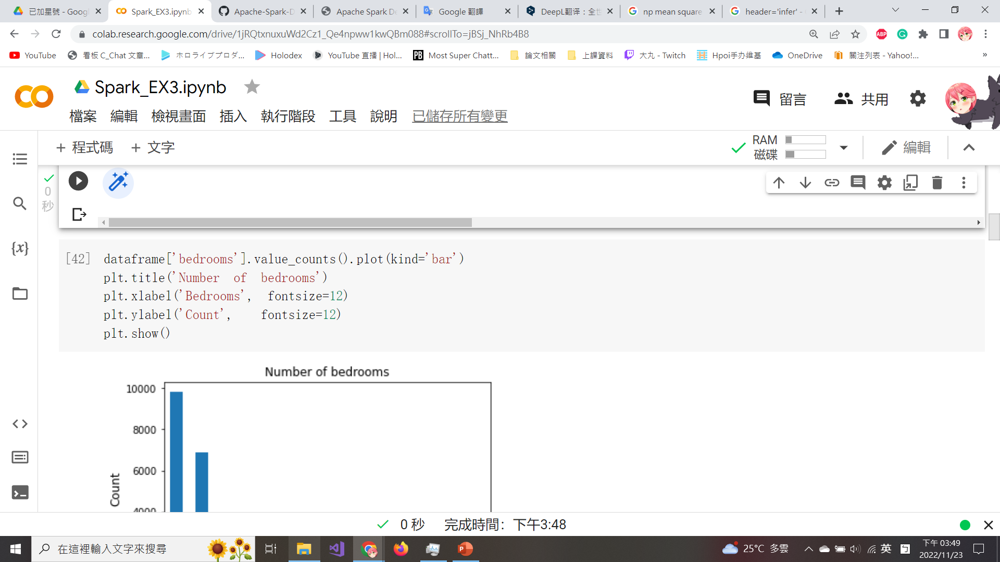 已加星號 - Googl
Spark_EX3.ipynb
Apache-Spark-D
Apache Spark De
Google 翻譯
DeepL翻译：全世
np mean square
header='infer' -
colab.research.google.com/drive/1jRQtxnuxuWd2Cz1_Qe4npww1kwQBm088#scrollTo=jBSj_NhRb4B8
ABP
YouTube
看板 C_Chat 文章...
ホロライブプロダ...
Holodex
YouTube 直播 | Hol...
PB Most Super Chatt...
論文相關
上課資料
大丸 - Twitch
Hpoi手办维基
OneDrive
關注列表 - Yahoo!...
»
Spark_EX3.ipynb
留言
共用
檔案 編輯 檢視畫面 插入 執行階段 工具 說明 已儲存所有變更
+ 程式碼 + 文字
RAM
磁碟
編輯
0
秒
{x}
[42] dataframe['bedrooms'].value_counts().plot(kind='bar')
plt.title('Number of bedrooms')
plt.xlabel('Bedrooms', fontsize=12)
plt.ylabel('Count', fontsize=12)
plt.show()
Number of bedrooms
10000
8000
6000
4000
Count
0 秒 完成時間： 下午3:48
在這裡輸入文字來搜尋
25°C 多雲
英
下午 03:49
2022/11/23